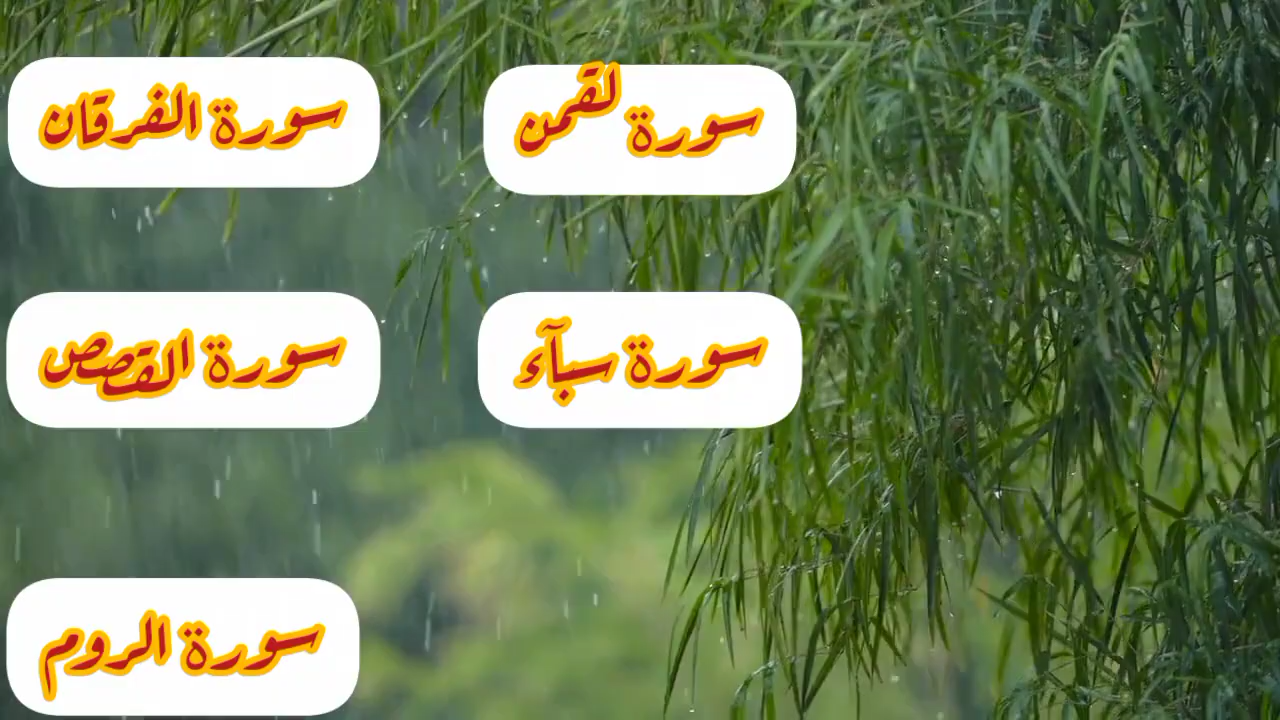 سورة الفرقان
سورة القصص
سورة الروم
سورة لقمن
سورة سبآء